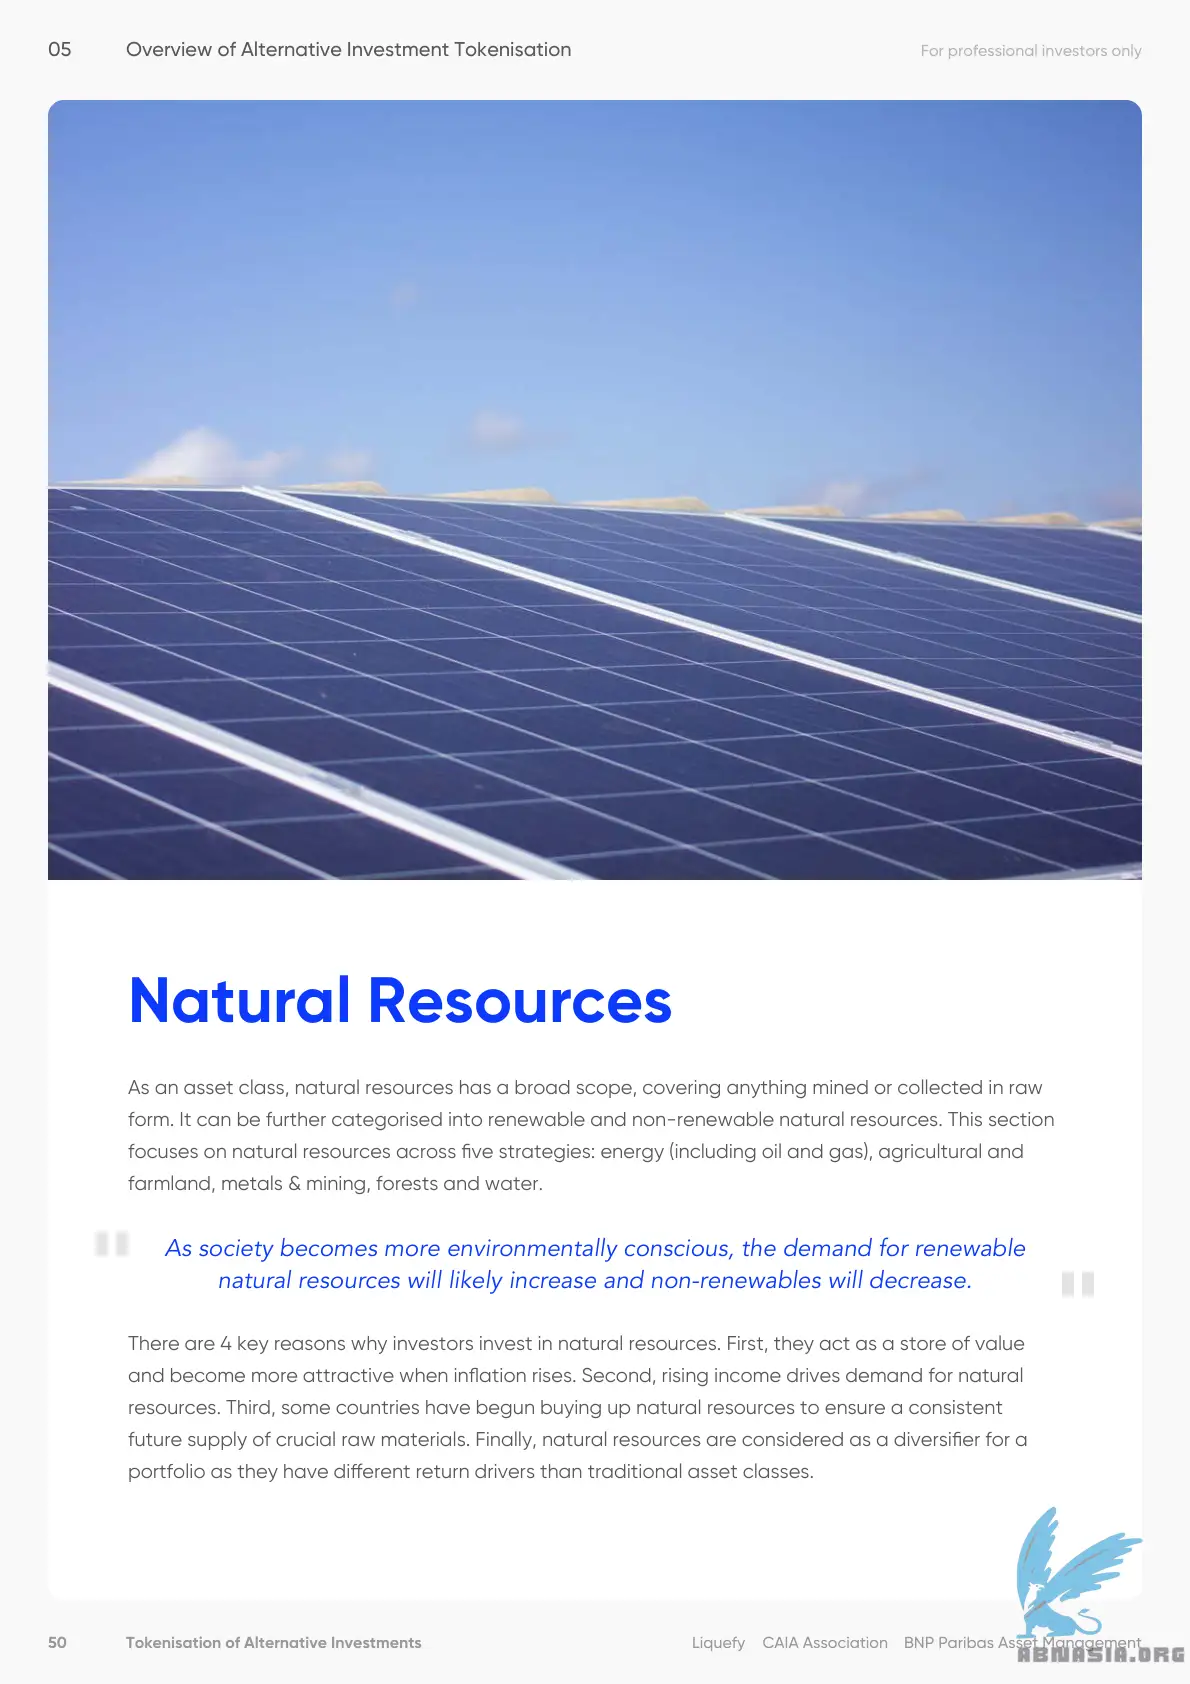 05 Overview of Alternative Investment Tokenisation For professional investors only
Natural Resources
As an asset class, natural resources has a broad scope, covering anything mined or collected in raw
form. It can be further categorised into renewable and non-renewable natural resources. This section
focuses on natural resources across five strategies: energy (including oil and gas), agricultural and
farmland, metals & mining, forests and water.
" As society becomes more environmentally conscious, the demand for renewable
natural resources will likely increase and non-renewables will decrease. "
There are 4 key reasons why investors invest in natural resources. First, they act as a store of value
and become more attractive when inflation rises. Second, rising income drives demand for natural
resources. Third, some countries have begun buying up natural resources to ensure a consistent
future supply of crucial raw materials. Finally, natural resources are considered as a diversifier for a
portfolio as they have different return drivers than traditional asset classes.
50 Tokenisation of Alternative Investments Liquefy CAIA Association BNP Paribas Asset Management
ABMASIA.ORG